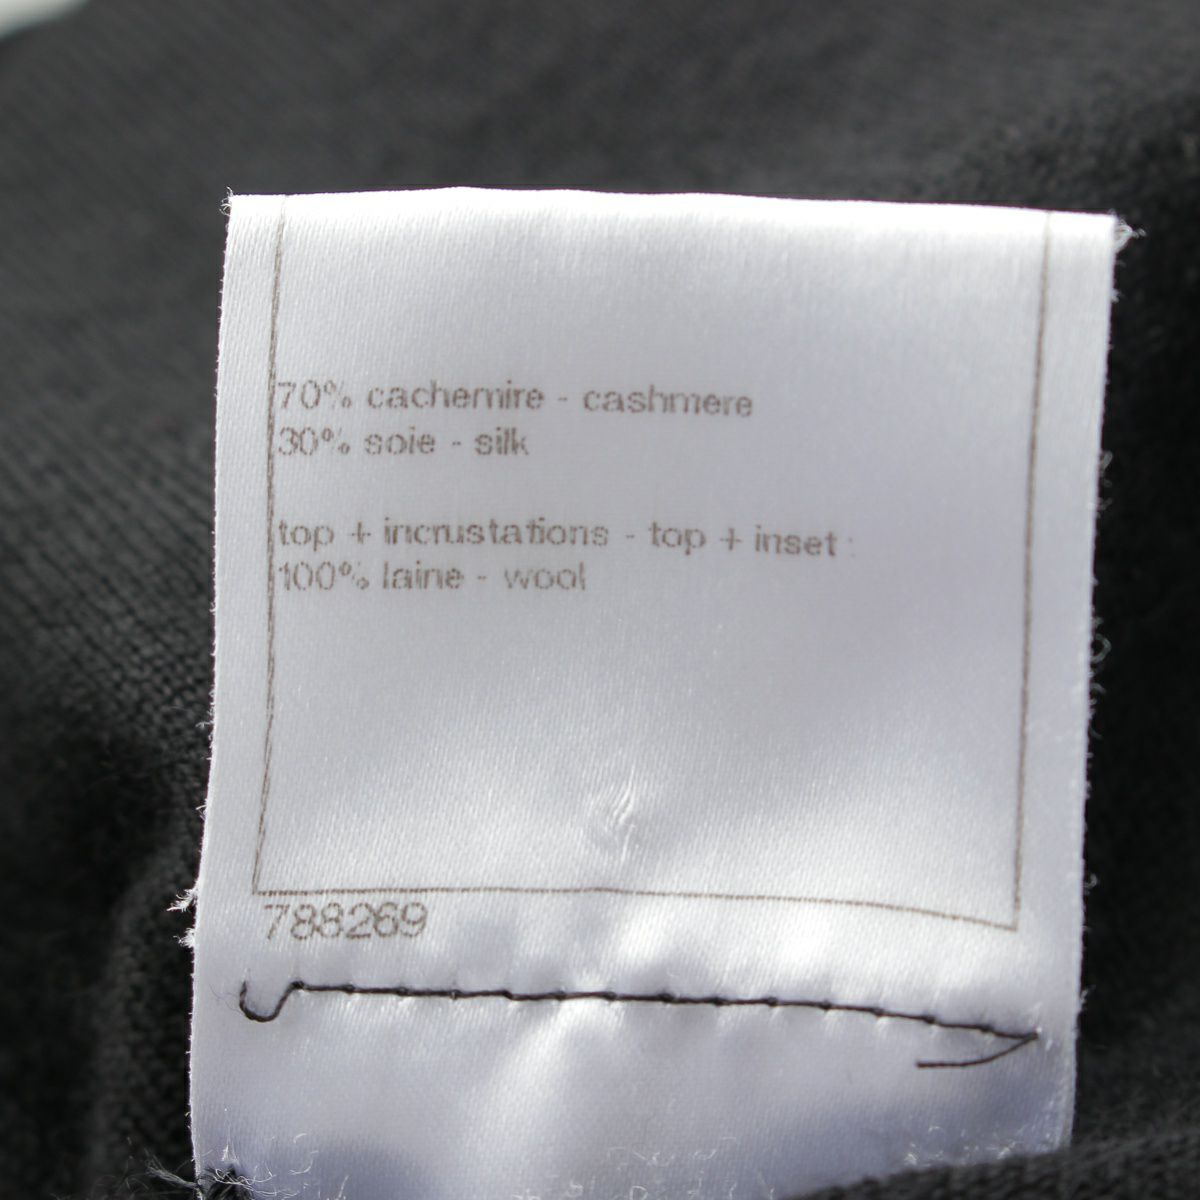 70% cachemire - cashmere
30% soie - silk
top + incrustations - top + inset :
100% laine - wool
788269